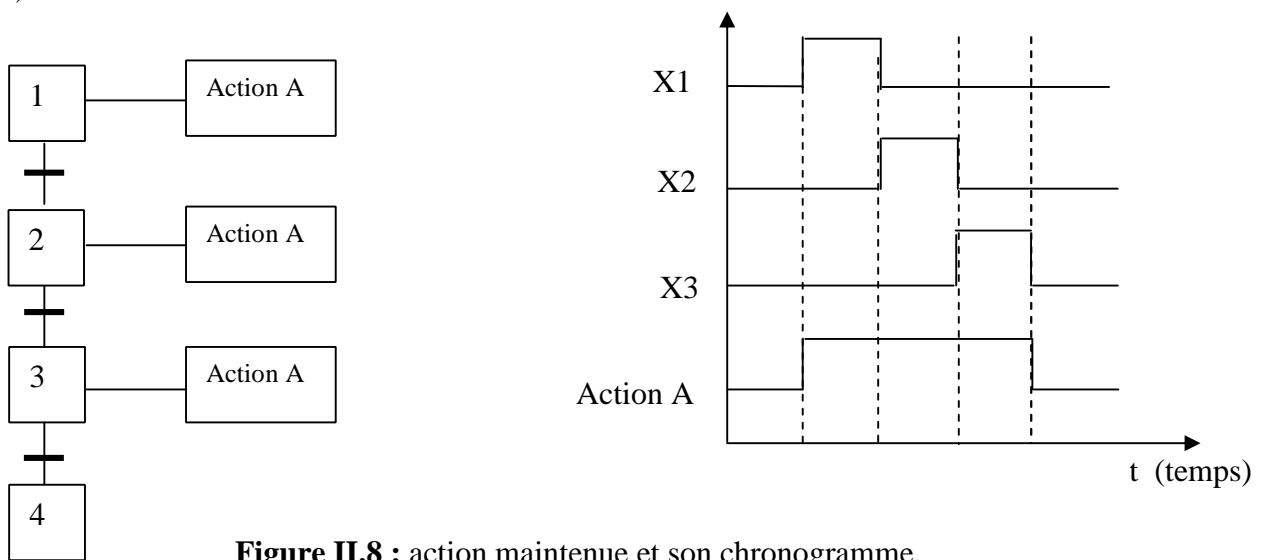 1
Action A
2
Action A
3
Action A
4
X1
X2
X3
Action A
t (temps)
Figure II.8 : action maintenue et son chronogramme.